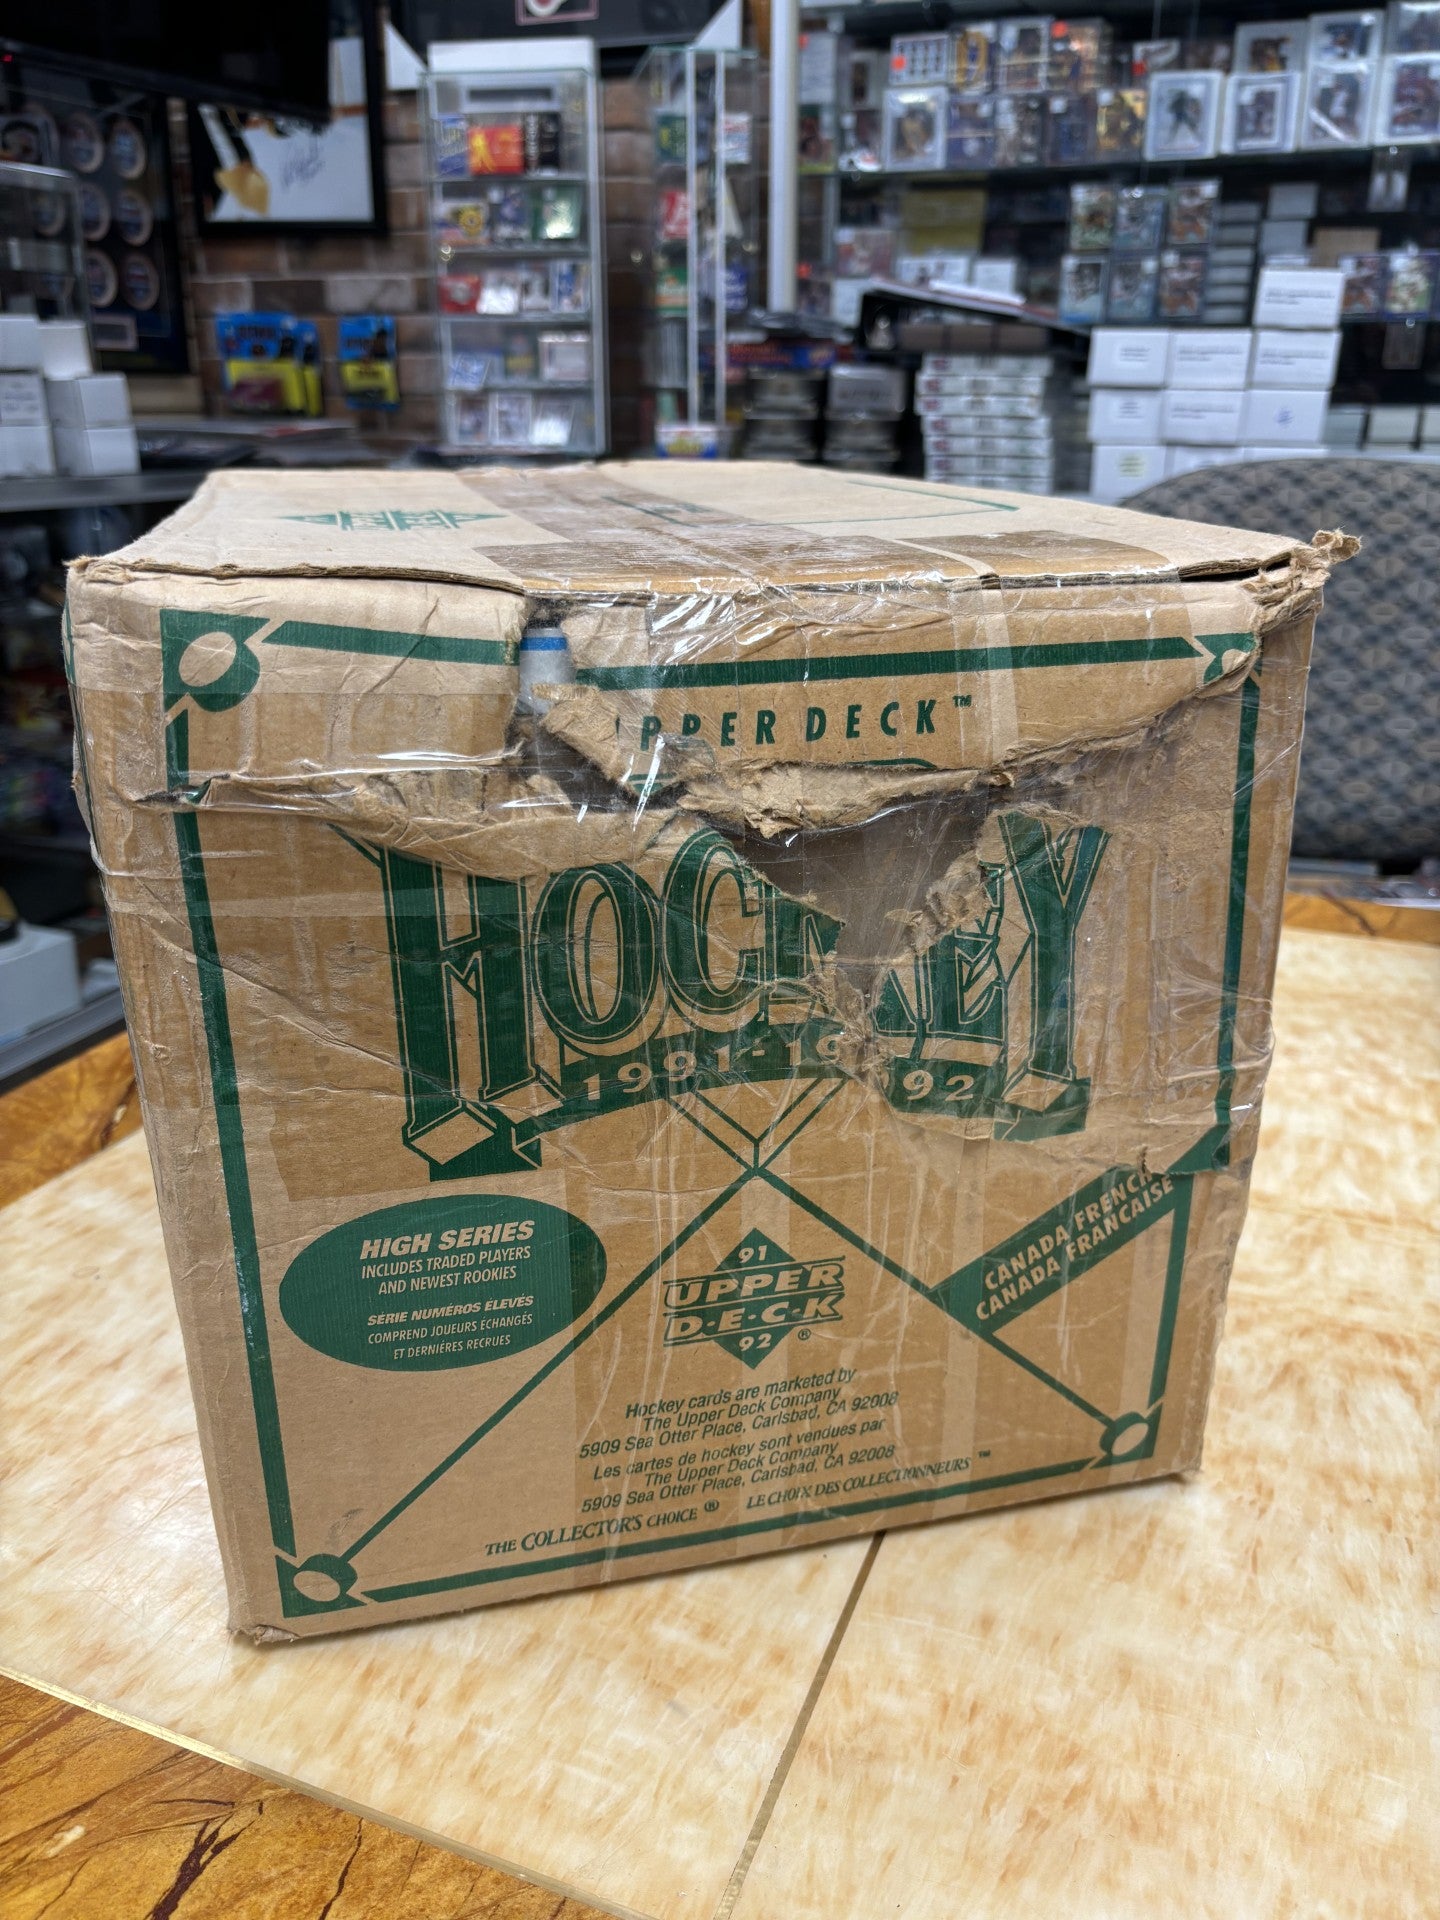 UPPER DECK™
HOCKEY
1991-1992
HIGH SERIES
INCLUDES TRADED PLAYERS
AND NEWEST ROOKIES
SÉRIE NUMÉROS ÉLEVÉS
COMPREND JOUEURS ÉCHANGÉS
ET DERNIÈRES RECRUES
91
UPPER
D·E·C·K
92 ®
CANADA FRENCH
CANADA FRANCAISE
Hockey cards are marketed by
The Upper Deck Company
5909 Sea Otter Place, Carlsbad, CA 92008
Les cartes de hockey sont vendues par
The Upper Deck Company
5909 Sea Otter Place, Carlsbad, CA 92008
THE COLLECTOR'S CHOICE ® LE CHOIX DES COLLECTIONNEURS ™